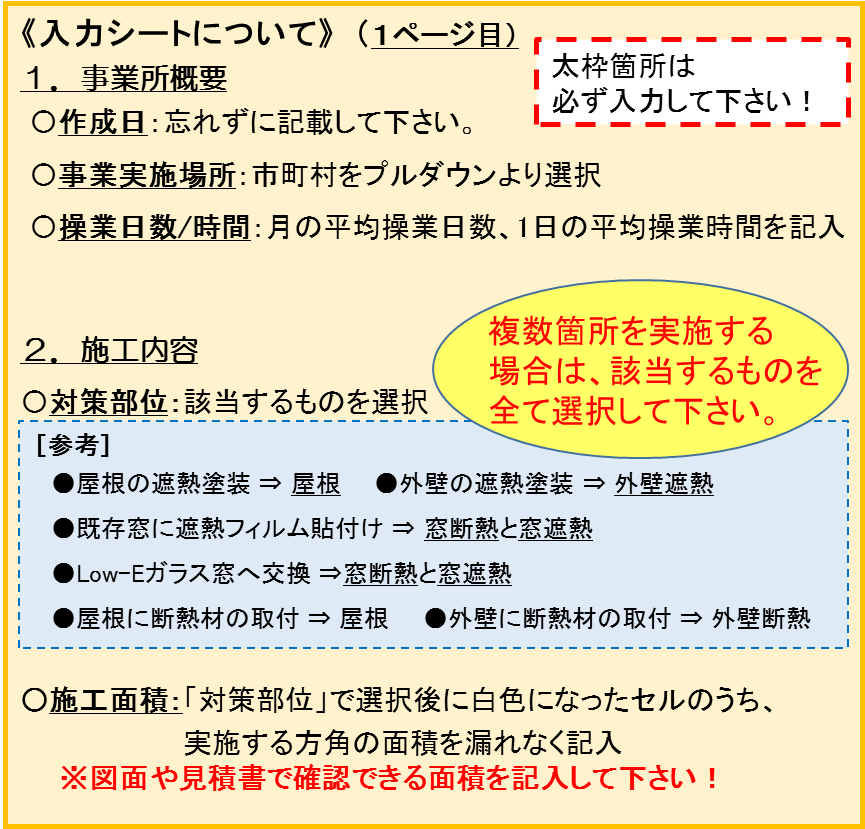 《入力シートについて》（１ページ目）
太枠箇所は
必ず入力して下さい！
１．事業所概要
〇作成日：忘れずに記載して下さい。
〇事業実施場所：市町村をプルダウンより選択
〇操業日数/時間：月の平均操業日数、1日の平均操業時間を記入
２．施工内容
複数箇所を実施する
場合は、該当するものを
全て選択して下さい。
〇対策部位：該当するものを選択
[参考]
●屋根の遮熱塗装 ⇒ 屋根　●外壁の遮熱塗装 ⇒ 外壁遮熱
●既存窓に遮熱フィルム貼付け ⇒ 窓断熱と窓遮熱
●Low-Eガラス窓へ交換 ⇒窓断熱と窓遮熱
●屋根に断熱材の取付 ⇒ 屋根　●外壁に断熱材の取付 ⇒ 外壁断熱
〇施工面積：「対策部位」で選択後に白色になったセルのうち、
実施する方角の面積を漏れなく記入
※図面や見積書で確認できる面積を記入して下さい！